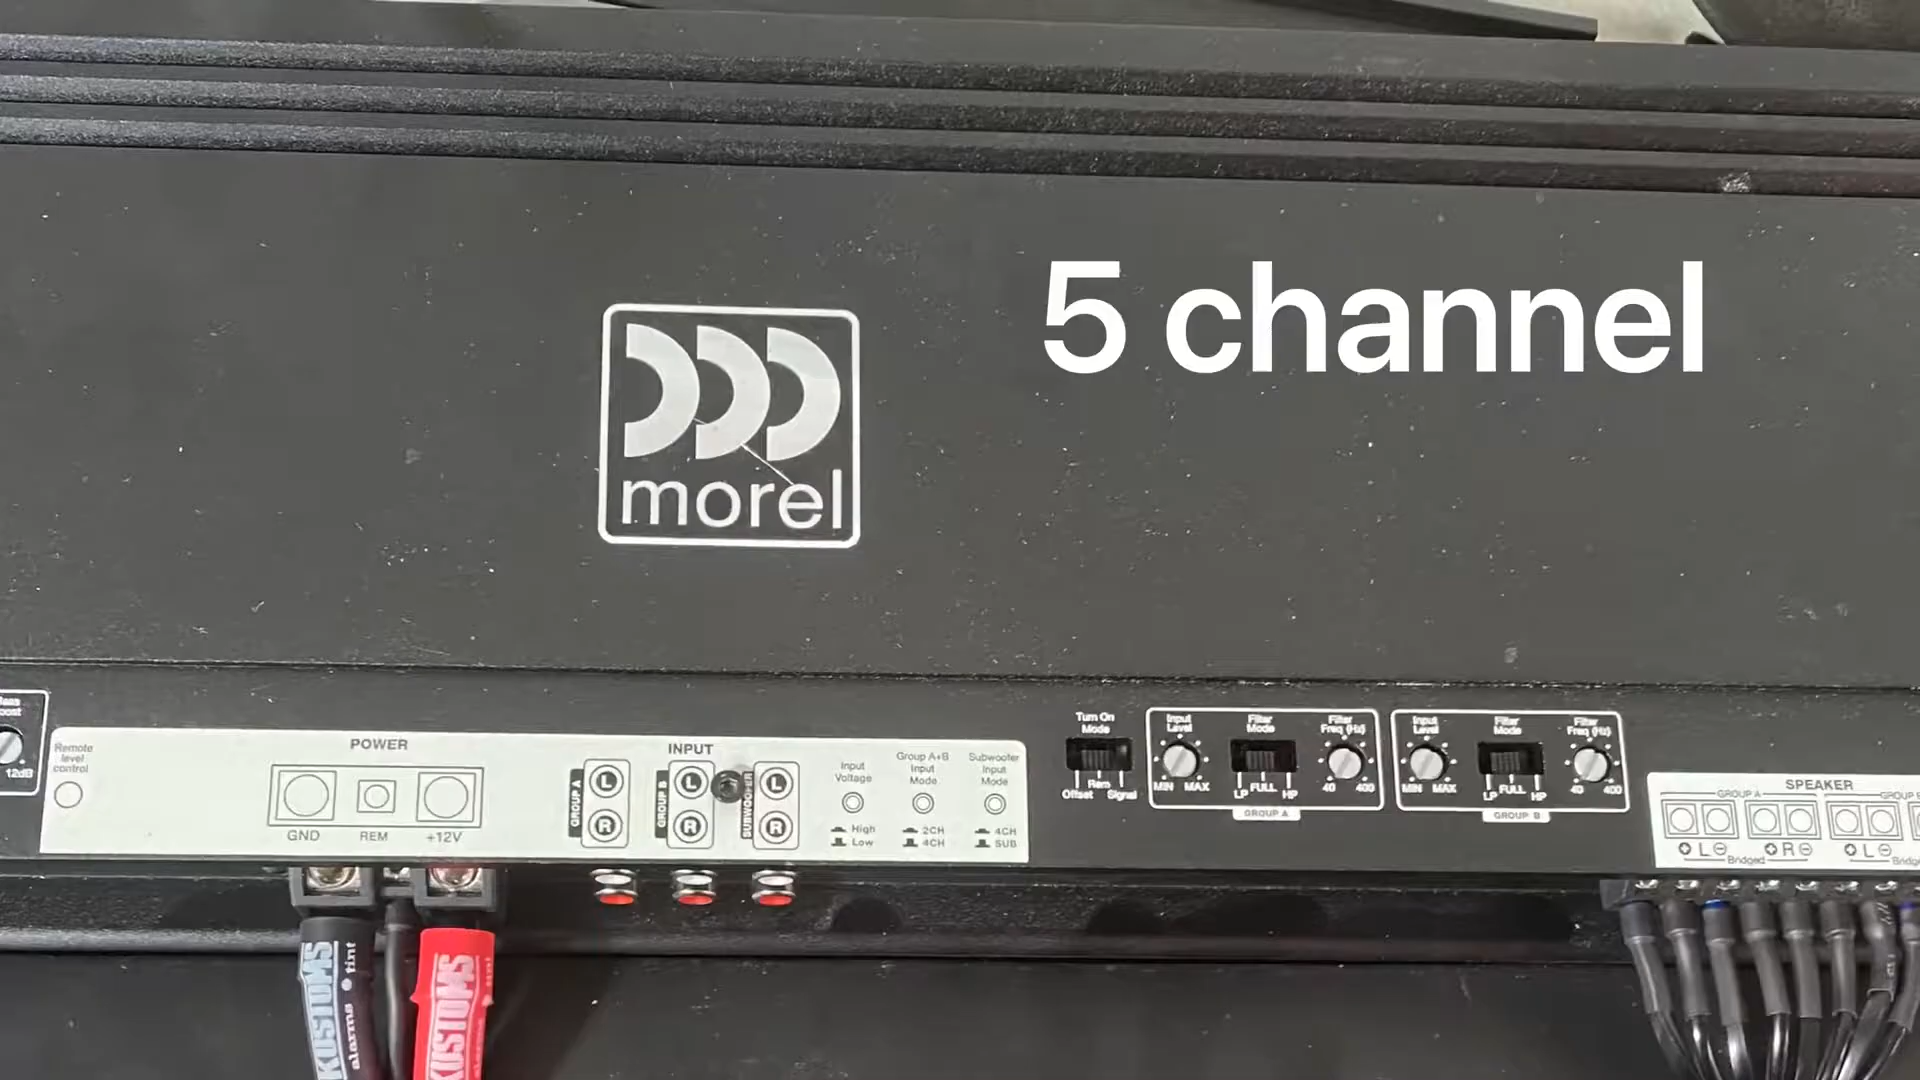 5 channel
morel
12dB
Remote
level
control
POWER
GND
REM
+12V
INPUT
GROUP A
L
R
GROUP B
L
R
SUBWOOFER
L
R
Input
Voltage
High
Low
Group A+B
Input
Mode
2CH
4CH
Subwoofer
Input
Mode
4CH
SUB
Turn On
Mode
Offset
Rem
Signal
Input
Level
MIN MAX
Filter
Mode
LP FULL HP
Filter
Freq (Hz)
40 400
GROUP A
Input
Level
MIN MAX
Filter
Mode
LP FULL HP
Filter
Freq (Hz)
40 400
GROUP B
SPEAKER
GROUP A
+ L -
+ R -
Bridged
+ L -
KUSTOMS
alarms • tint
KUSTOMS